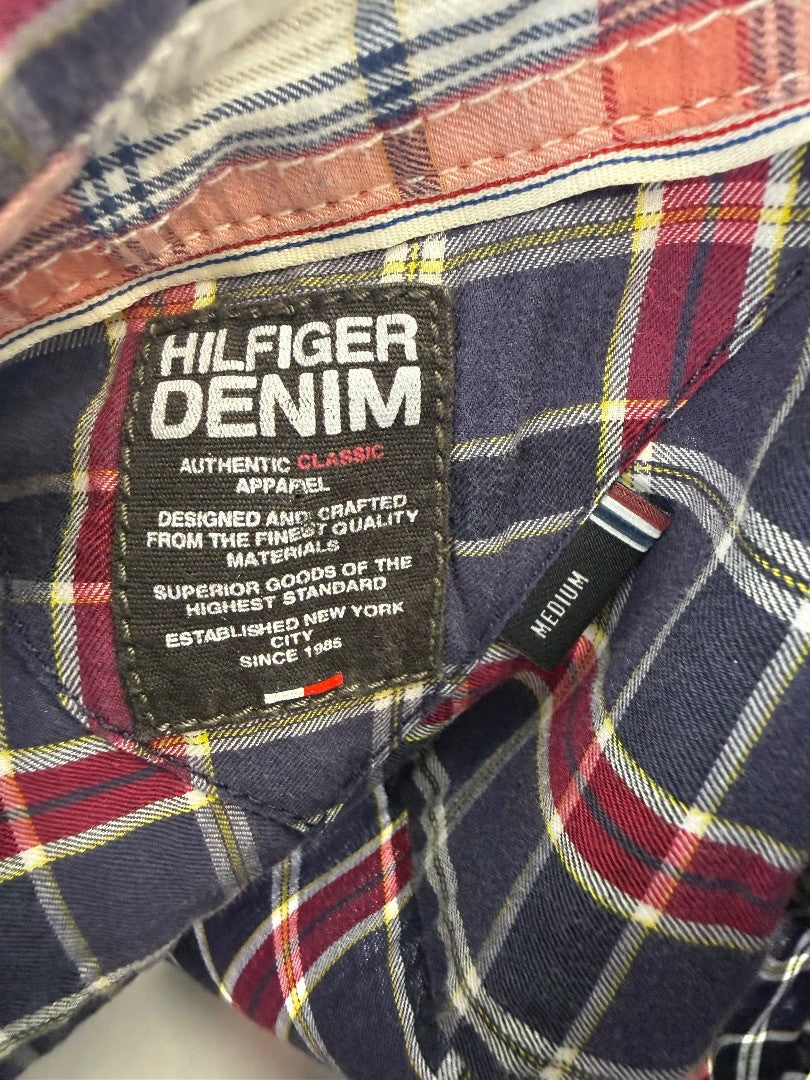 HILFIGER
DENIM
AUTHENTIC CLASSIC
APPAREL
DESIGNED AND CRAFTED
FROM THE FINEST QUALITY
MATERIALS
SUPERIOR GOODS OF THE
HIGHEST STANDARD
ESTABLISHED NEW YORK
CITY
SINCE 1985
MEDIUM